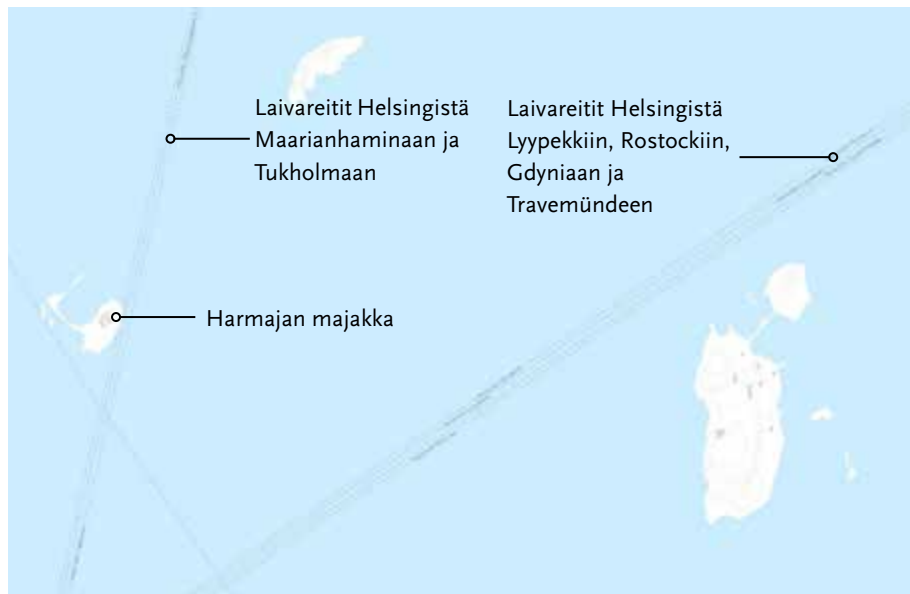 Laivareitit Helsingistä
Maarianhaminaan ja
Tukholmaan
Laivareitit Helsingistä
Lyypekkiin, Rostockiin,
Gdyniaan ja
Travemündeen
Harmajan majakka